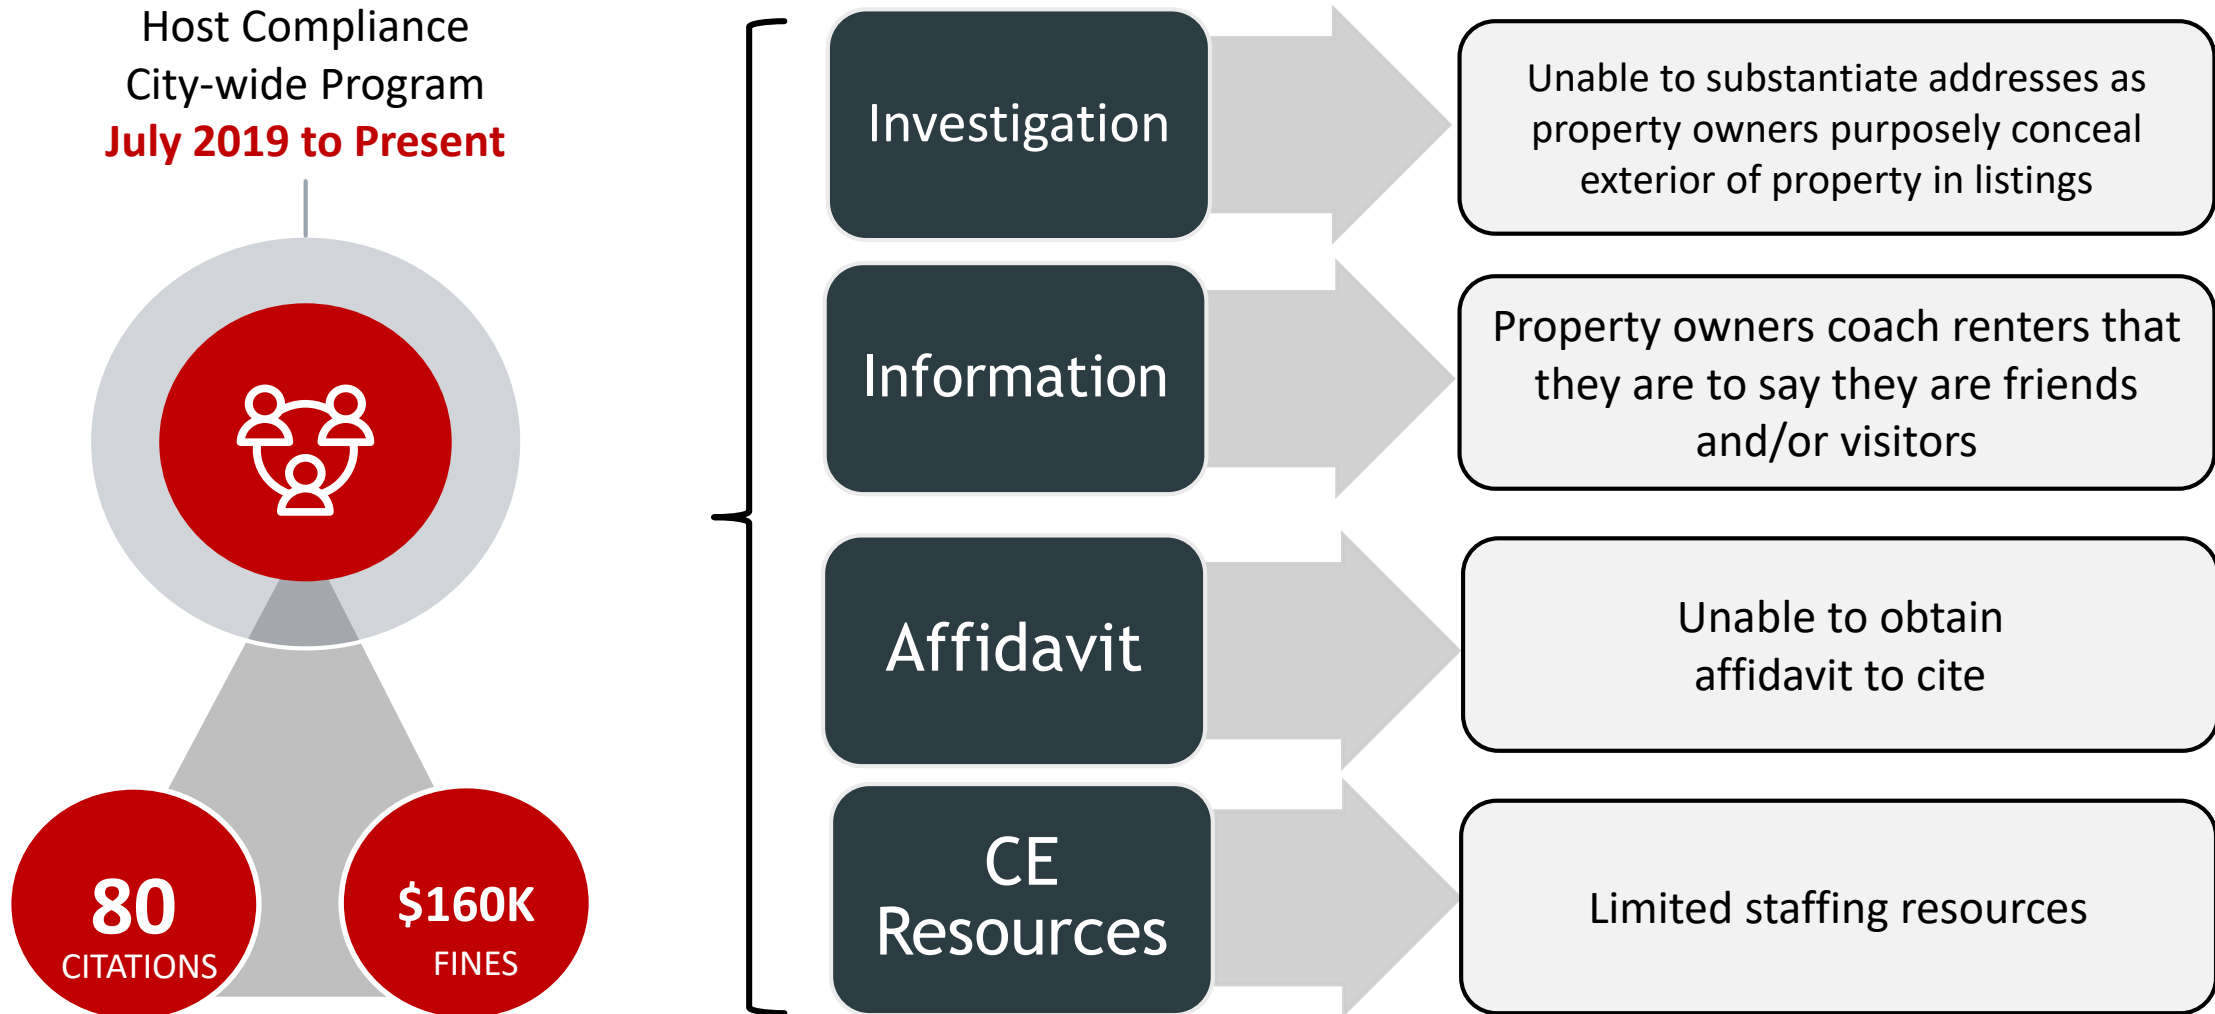 Host Compliance
City-wide Program
July 2019 to Present
80
CITATIONS
$160K
FINES
Investigation
Unable to substantiate addresses as
property owners purposely conceal
exterior of property in listings
Information
Property owners coach renters that
they are to say they are friends
and/or visitors
Affidavit
Unable to obtain
affidavit to cite
CE
Resources
Limited staffing resources